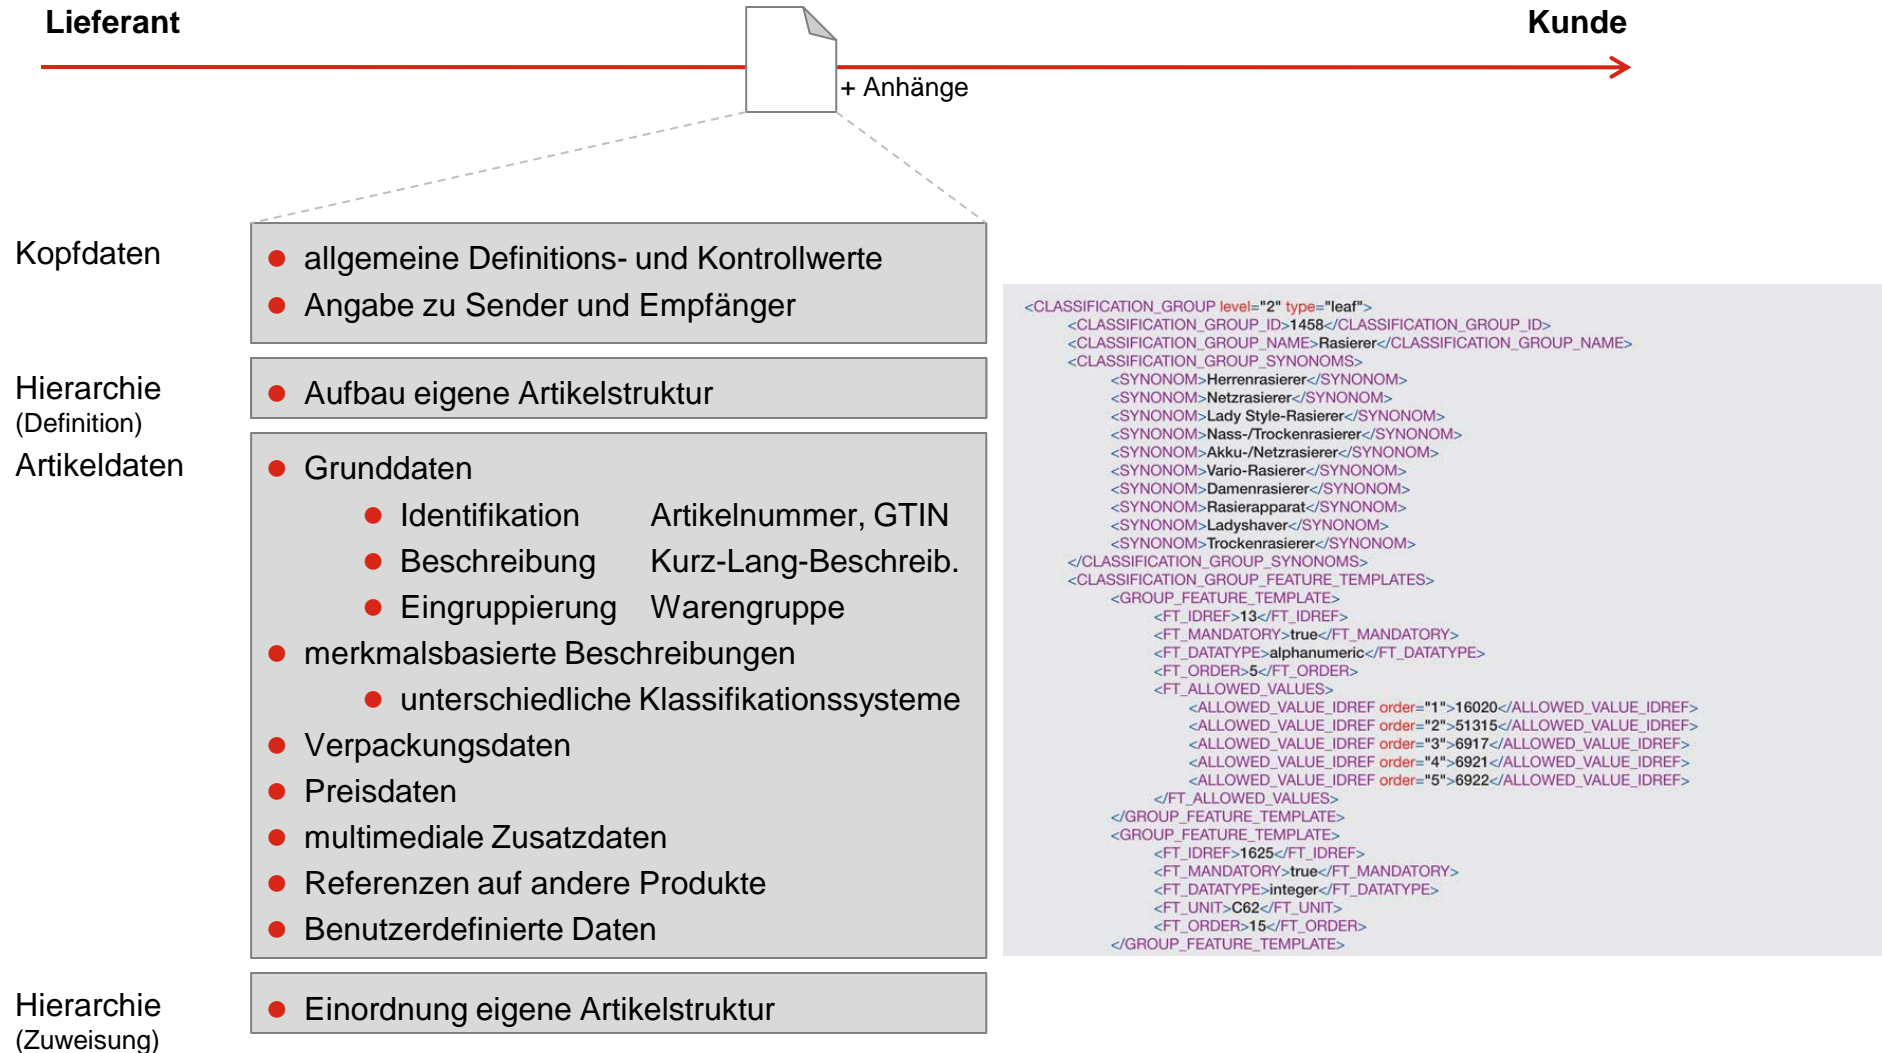 Lieferant
Kunde
+ Anhänge
Kopfdaten
● allgemeine Definitions- und Kontrollwerte
● Angabe zu Sender und Empfänger
Hierarchie
(Definition)
● Aufbau eigene Artikelstruktur
Artikeldaten
● Grunddaten
● Identifikation Artikelnummer, GTIN
● Beschreibung Kurz-Lang-Beschreib.
● Eingruppierung Warengruppe
● merkmalsbasierte Beschreibungen
● unterschiedliche Klassifikationssysteme
● Verpackungsdaten
● Preisdaten
● multimediale Zusatzdaten
● Referenzen auf andere Produkte
● Benutzerdefinierte Daten
Hierarchie
(Zuweisung)
● Einordnung eigene Artikelstruktur
<CLASSIFICATION_GROUP level="2" type="leaf">
<CLASSIFICATION_GROUP_ID>1458</CLASSIFICATION_GROUP_ID>
<CLASSIFICATION_GROUP_NAME>Rasierer</CLASSIFICATION_GROUP_NAME>
<CLASSIFICATION_GROUP_SYNONOMS>
<SYNONOM>Herrenrasierer</SYNONOM>
<SYNONOM>Netzrasierer</SYNONOM>
<SYNONOM>Lady Style-Rasierer</SYNONOM>
<SYNONOM>Nass-/Trockenrasierer</SYNONOM>
<SYNONOM>Akku-/Netzrasierer</SYNONOM>
<SYNONOM>Vario-Rasierer</SYNONOM>
<SYNONOM>Damenrasierer</SYNONOM>
<SYNONOM>Rasierapparat</SYNONOM>
<SYNONOM>Ladyshaver</SYNONOM>
<SYNONOM>Trockenrasierer</SYNONOM>
</CLASSIFICATION_GROUP_SYNONOMS>
<CLASSIFICATION_GROUP_FEATURE_TEMPLATES>
<GROUP_FEATURE_TEMPLATE>
<FT_IDREF>13</FT_IDREF>
<FT_MANDATORY>true</FT_MANDATORY>
<FT_DATATYPE>alphanumeric</FT_DATATYPE>
<FT_ORDER>5</FT_ORDER>
<FT_ALLOWED_VALUES>
<ALLOWED_VALUE_IDREF order="1">16020</ALLOWED_VALUE_IDREF>
<ALLOWED_VALUE_IDREF order="2">51315</ALLOWED_VALUE_IDREF>
<ALLOWED_VALUE_IDREF order="3">6917</ALLOWED_VALUE_IDREF>
<ALLOWED_VALUE_IDREF order="4">6921</ALLOWED_VALUE_IDREF>
<ALLOWED_VALUE_IDREF order="5">6922</ALLOWED_VALUE_IDREF>
</FT_ALLOWED_VALUES>
</GROUP_FEATURE_TEMPLATE>
<GROUP_FEATURE_TEMPLATE>
<FT_IDREF>1625</FT_IDREF>
<FT_MANDATORY>true</FT_MANDATORY>
<FT_DATATYPE>integer</FT_DATATYPE>
<FT_UNIT>C62</FT_UNIT>
<FT_ORDER>15</FT_ORDER>
</GROUP_FEATURE_TEMPLATE>